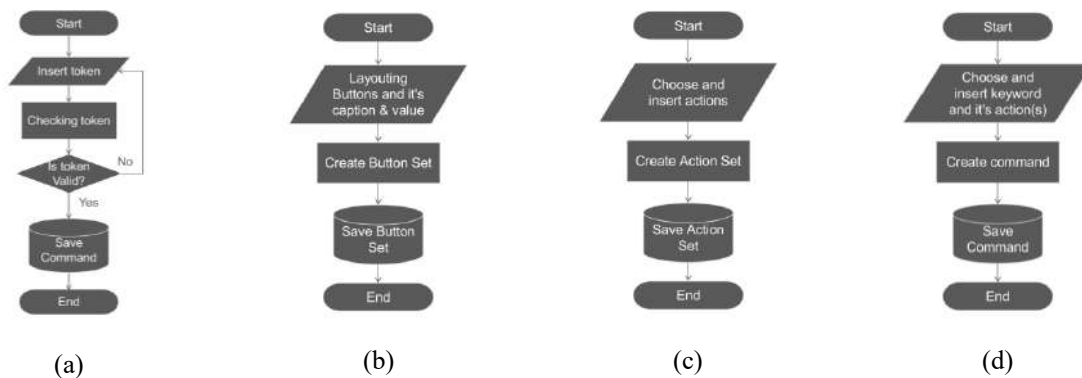 Start
Insert token
Checking token
Is token
Valid?
No
Yes
Save
Command
End
(a)
Start
Layouting
Buttons and it's
caption & value
Create Button Set
Save Button
Set
End
(b)
Start
Choose and
insert actions
Create Action Set
Save Action
Set
End
(c)
Start
Choose and
insert keyword
and it's action(s)
Create command
Save
Command
End
(d)